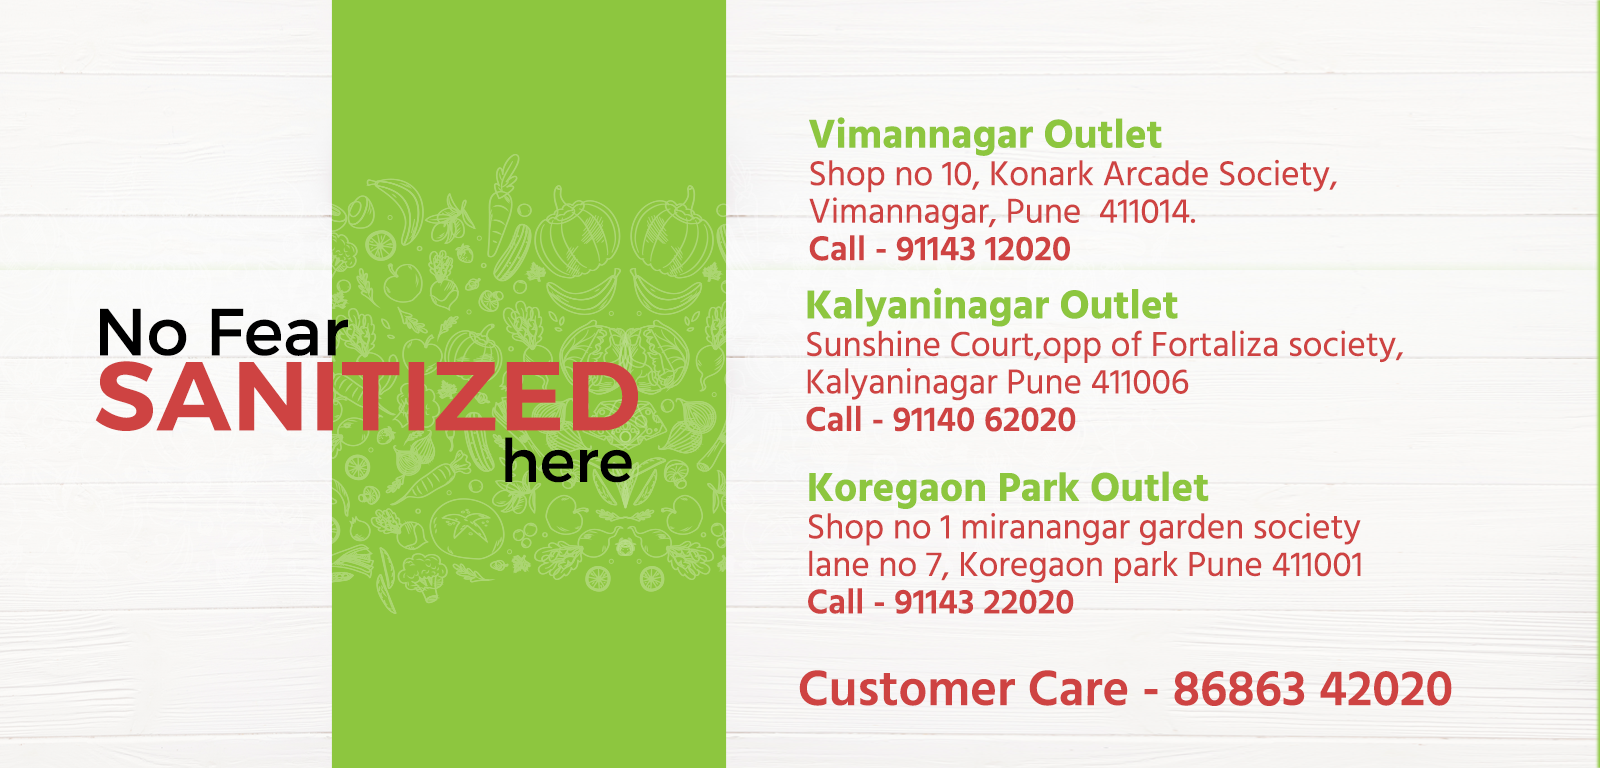 No Fear
SANITIZED
here
Vimannagar Outlet
Shop no 10, Konark Arcade Society,
Vimannagar, Pune  411014.
Call - 91143 12020
Kalyaninagar Outlet
Sunshine Court,opp of Fortaliza society,
Kalyaninagar Pune 411006
Call - 91140 62020
Koregaon Park Outlet
Shop no 1 miranangar garden society
lane no 7, Koregaon park Pune 411001
Call - 91143 22020
Customer Care - 86863 42020